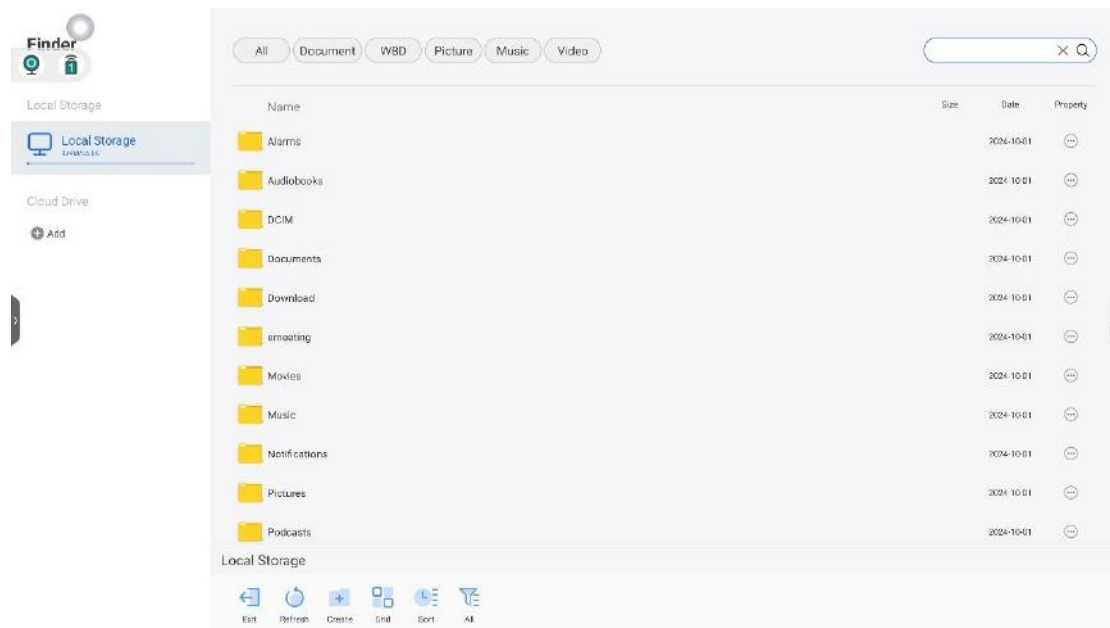 Finder
1
Local Storage
Local Storage
Cloud Drive
Add
All Document WBD Picture Music Video
Name Size Date Property
Alarms 2024-10-01
Audiobooks 2024-10-01
DCIM 2024-10-01
Documents 2024-10-01
Download 2024-10-01
emeeting 2024-10-01
Movies 2024-10-01
Music 2024-10-01
Notifications 2024-10-01
Pictures 2024-10-01
Podcasts 2024-10-01
Local Storage
Exit Refresh Create Grid Sort All